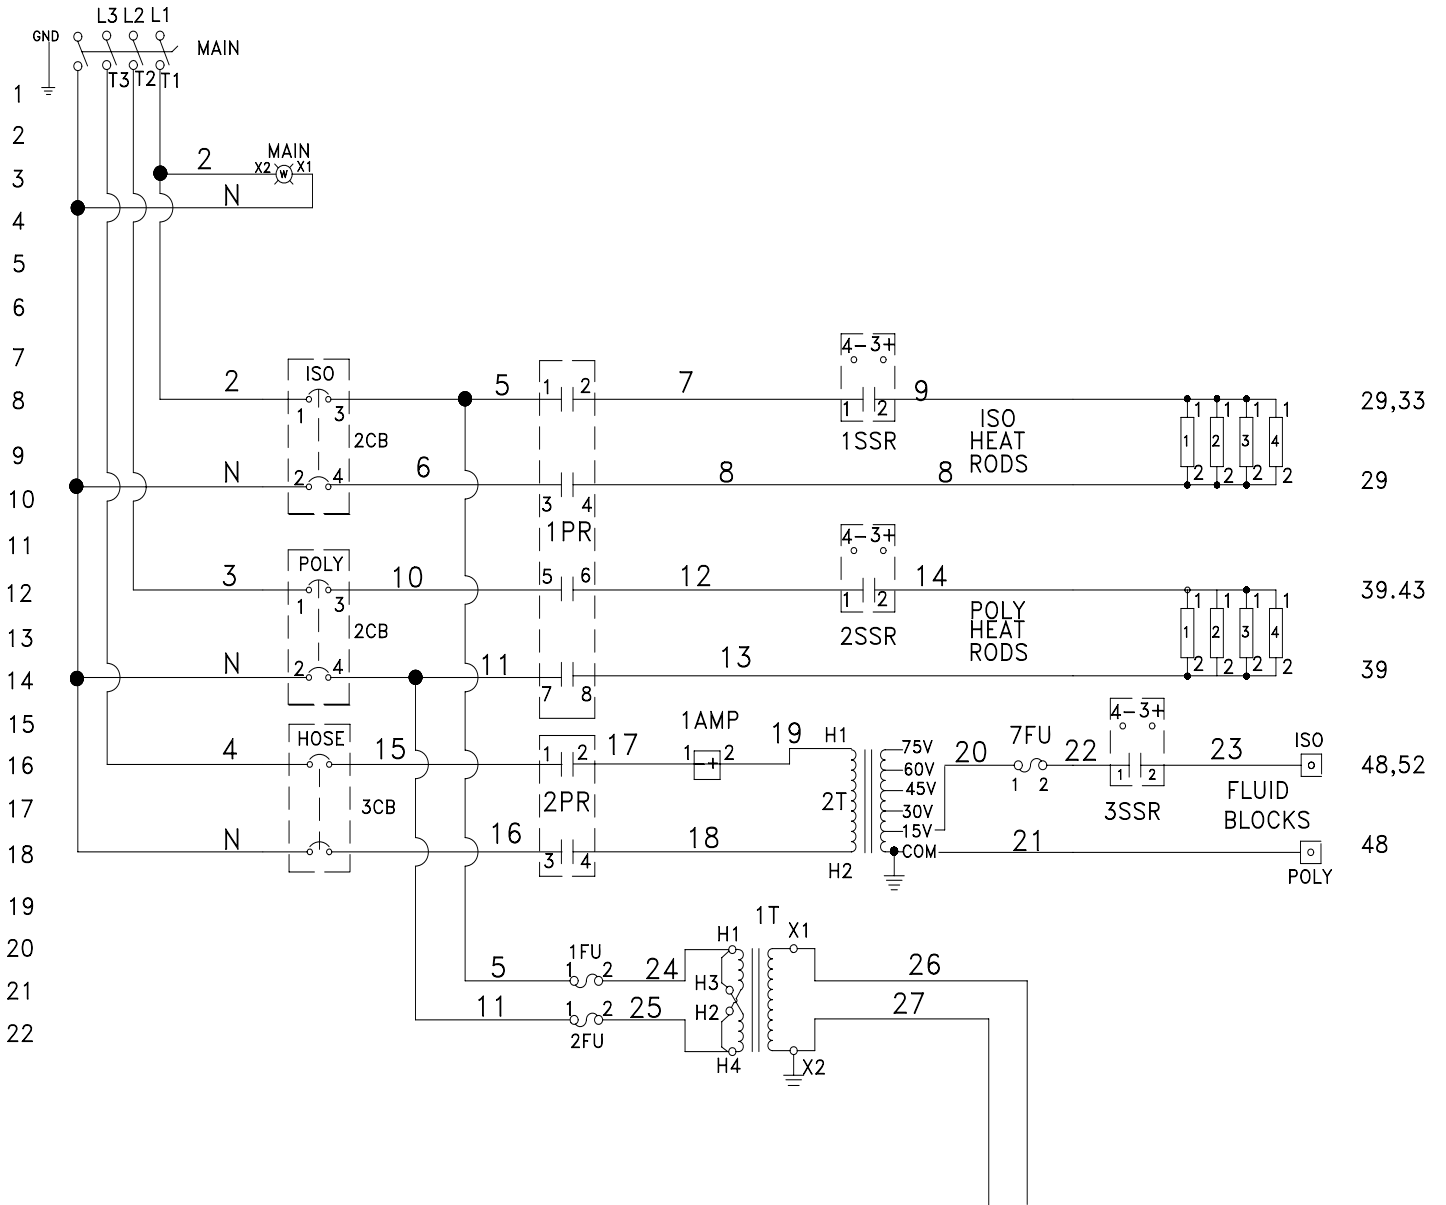 L3 L2 L1
GND
MAIN
T3 T2 T1
1
2
MAIN
2 X2 W X1
3
N
4
5
6
7
4- 3+
ISO
8 2 1 3 5 1 2 7 1 2 9 1 1 1 1 29,33
2CB 1SSR ISO
HEAT
RODS
1 2 3 4
9
N 2 4 6 8 8 2 2 2 2 29
10 3 4
1PR
11 4- 3+
POLY
12 3 1 3 10 5 6 12 1 2 14 1 1 1 1 39.43
2CB 2SSR POLY
HEAT
RODS
1 2 3 4
13
N 2 4 11 13 2 2 2 2 39
14 7 8
15 4- 3+
1AMP
HOSE
16 4 15 1 2 17 1 -+ 2 19 H1 75V 20 7FU 22 23 ISO 48,52
60V 1 2 1 2
45V 3SSR FLUID
BLOCKS
17 3CB 2PR 2T 30V
15V
18 N 16 3 4 18 H2 COM 21 48
POLY
19
1T
20 1FU H1 X1
5 1 2 24 H3 26
21
11 1 2 25 H2 27
22 2FU H4 X2